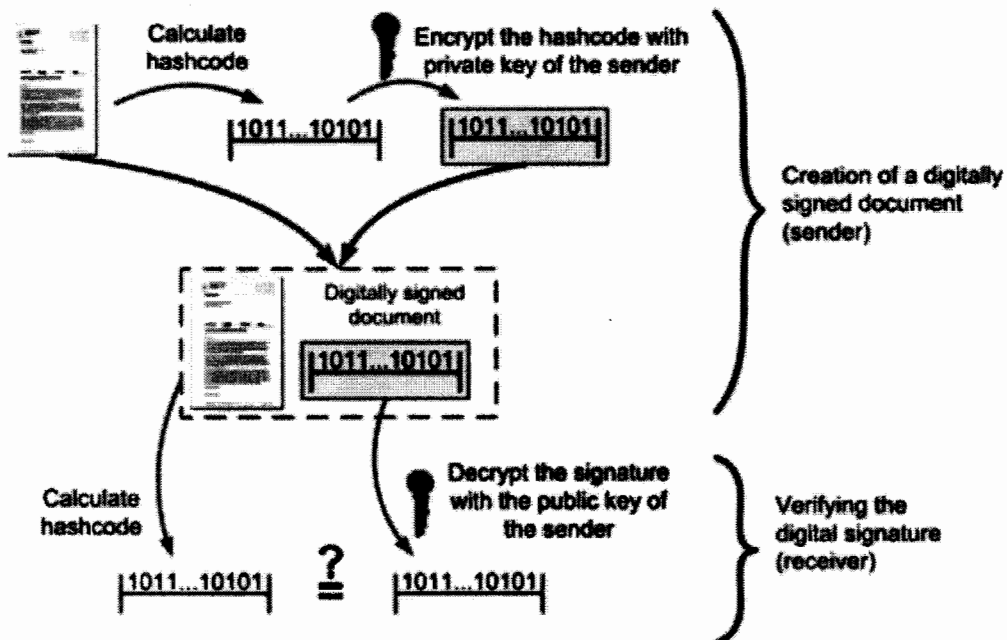 Calculate
hashcode
Encrypt the hashcode with
private key of the sender
1011...10101
1011...10101
Creation of a digitally
signed document
(sender)
Digitally signed
document
1011...10101
Calculate
hashcode
Decrypt the signature
with the public key of
the sender
Verifying the
digital signature
(receiver)
1011...10101
?
=
1011...10101